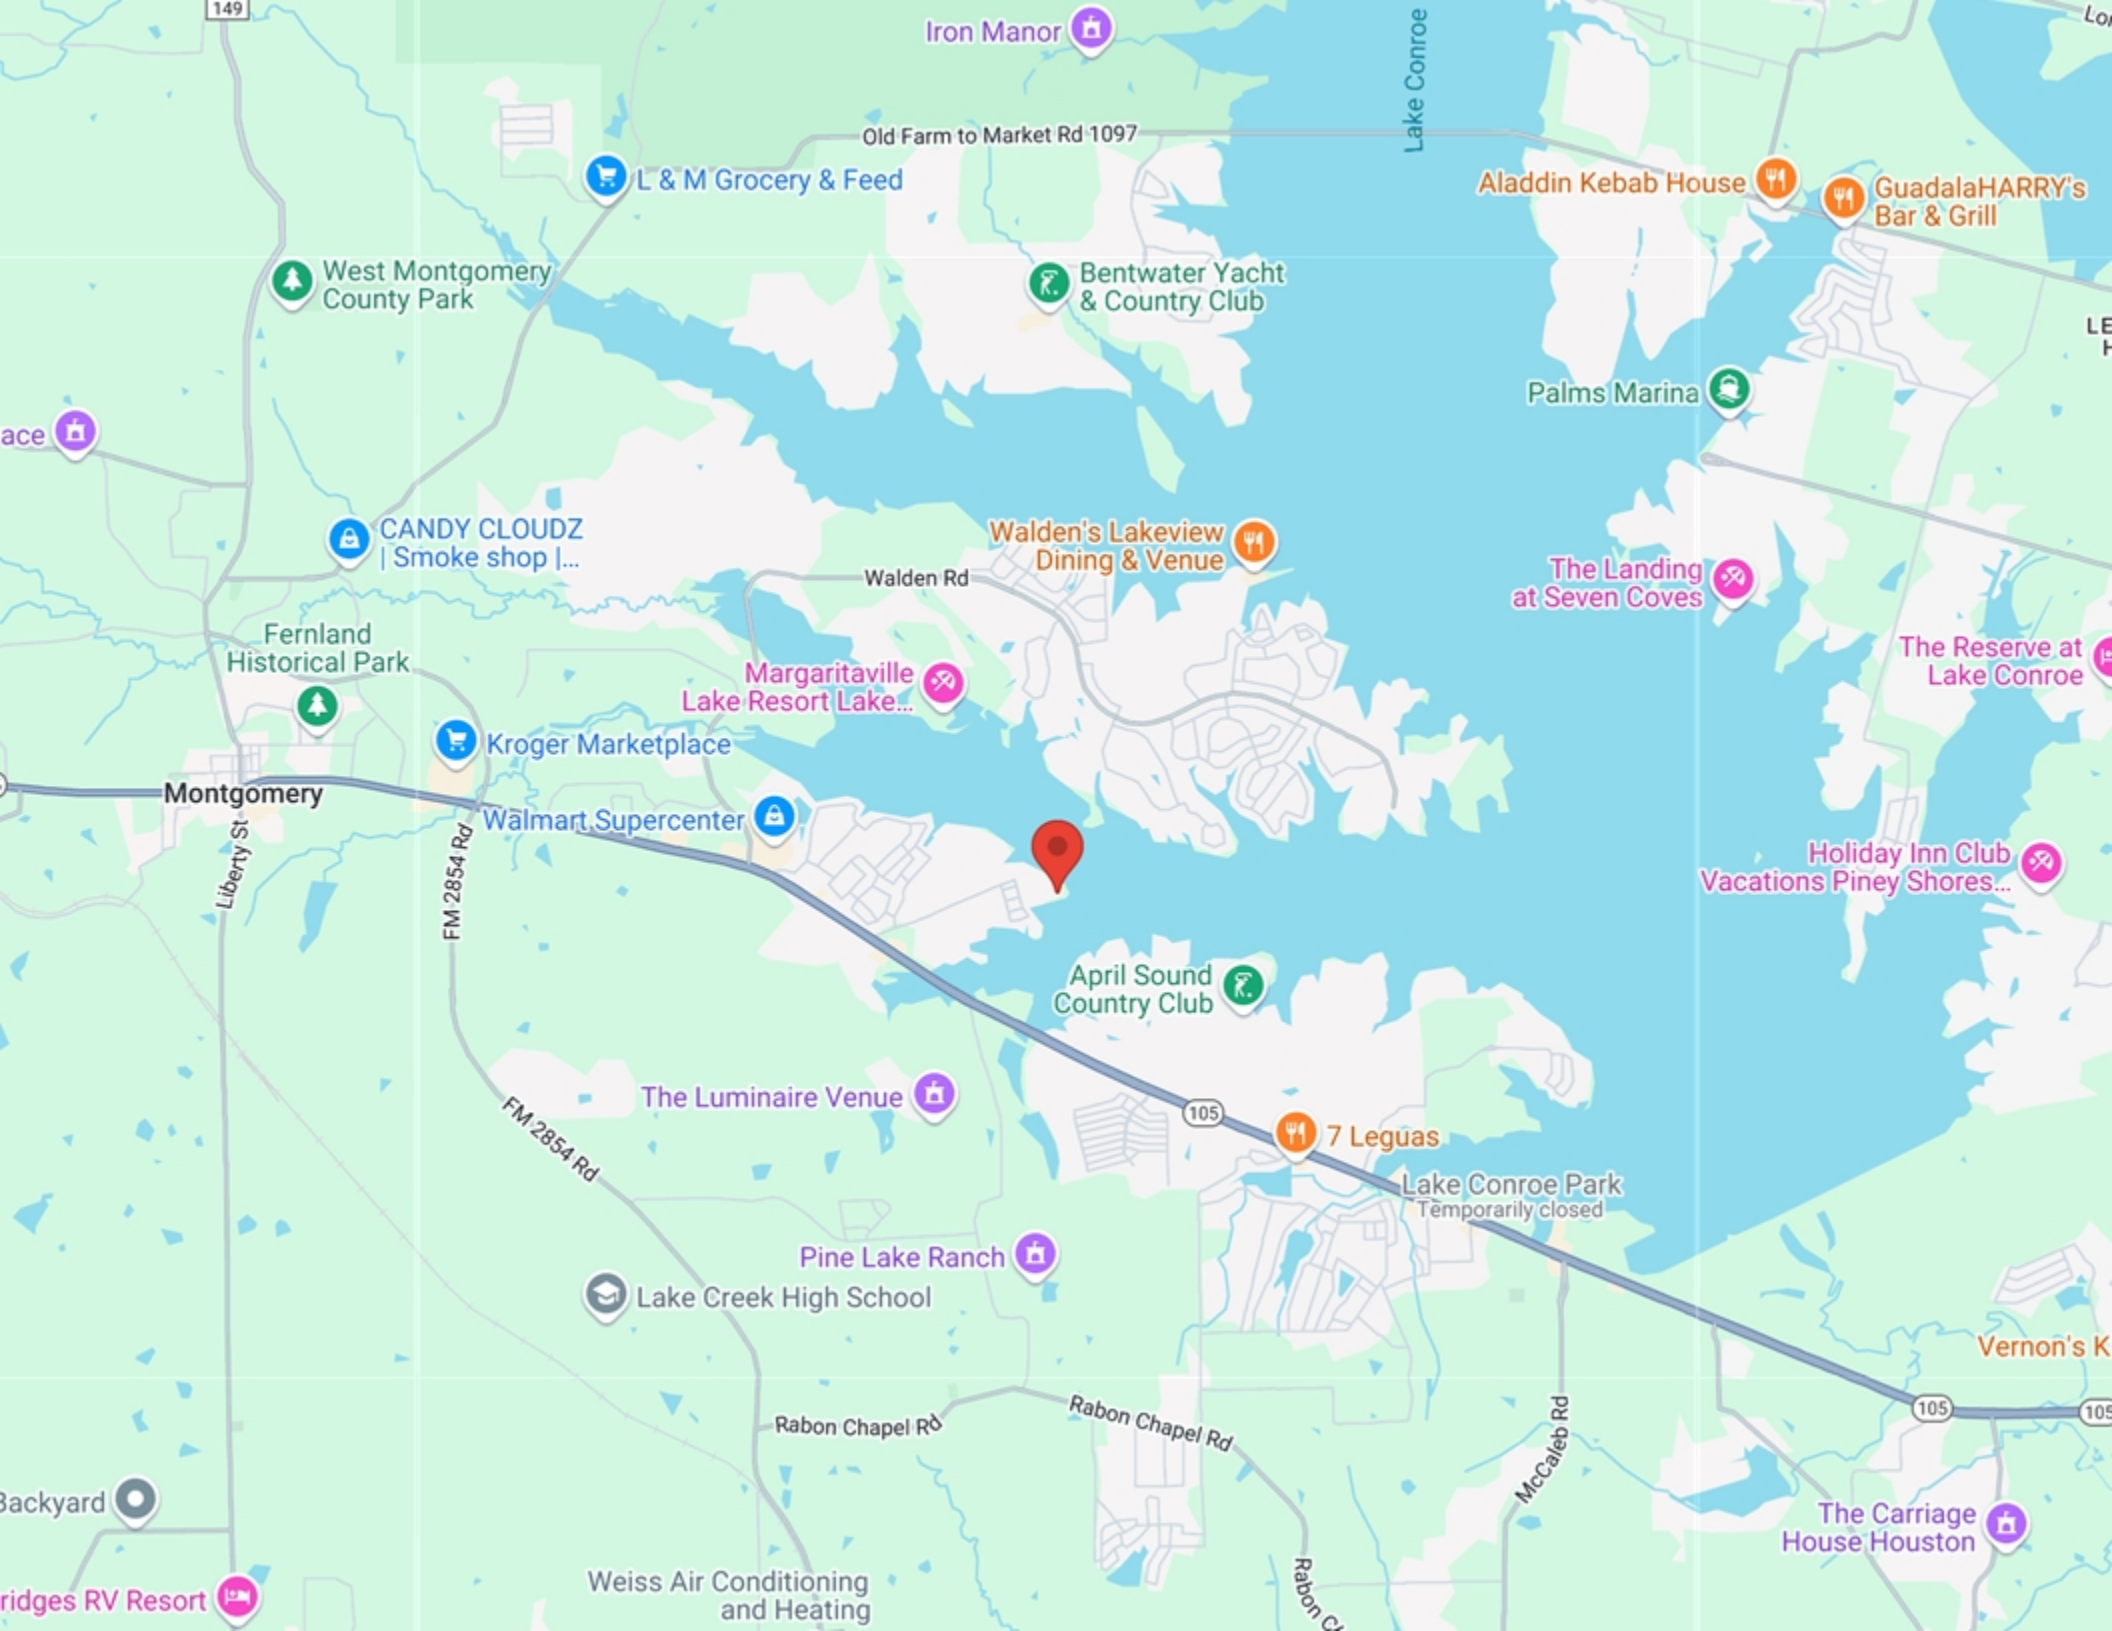 149
Iron Manor
Lake Conroe
Old Farm to Market Rd 1097
L & M Grocery & Feed
Aladdin Kebab House
GuadalaHARRY's
Bar & Grill
West Montgomery
County Park
Bentwater Yacht
& Country Club
Palms Marina
ace
CANDY CLOUDZ
| Smoke shop |...
Walden's Lakeview
Dining & Venue
Walden Rd
The Landing
at Seven Coves
Fernland
Historical Park
Margaritaville
Lake Resort Lake...
The Reserve at
Lake Conroe
Kroger Marketplace
Montgomery
Walmart Supercenter
Liberty St
FM 2854 Rd
Holiday Inn Club
Vacations Piney Shores...
April Sound
Country Club
The Luminaire Venue
FM 2854 Rd
105
7 Leguas
Lake Conroe Park
Temporarily closed
Pine Lake Ranch
Lake Creek High School
Vernon's K
Rabon Chapel Rd
Rabon Chapel Rd
McCaleb Rd
105
105
Backyard
The Carriage
House Houston
ridges RV Resort
Weiss Air Conditioning
and Heating
Rabon Ch